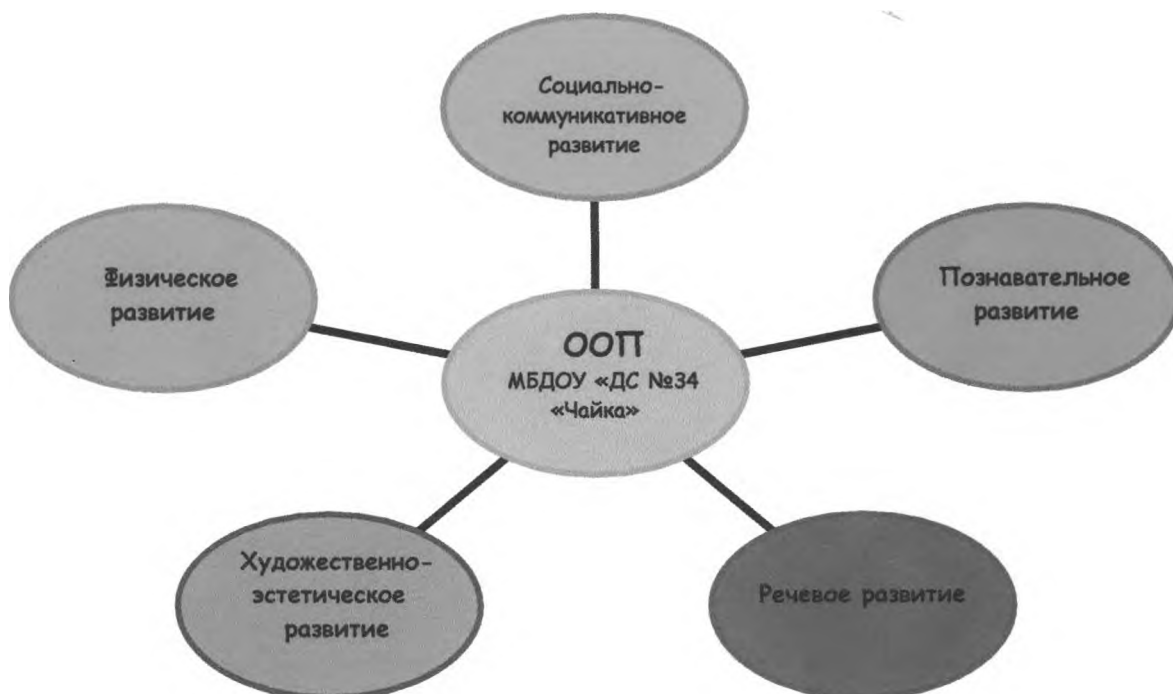 Социально-
коммуникативное
развитие
Физическое
развитие
Познавательное
развитие
ООП
МБДОУ «ДС №34
«Чайка»
Художественно-
эстетическое
развитие
Речевое развитие